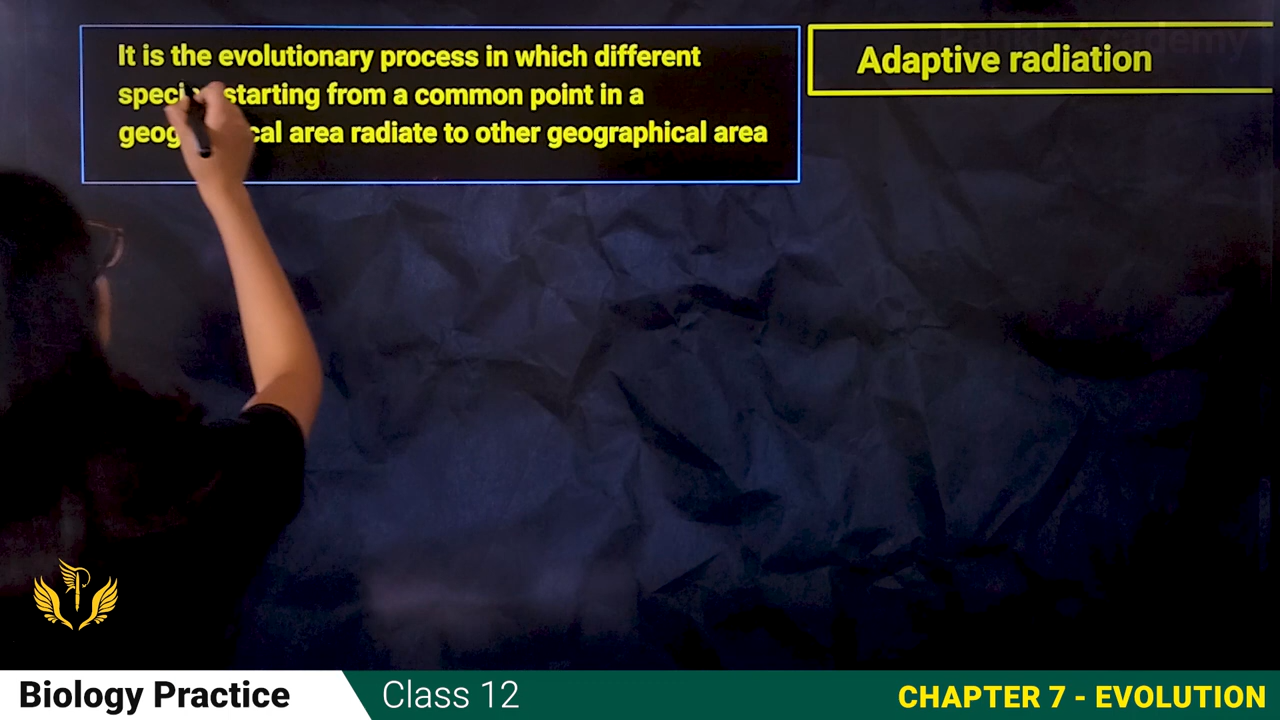 It is the evolutionary process in which different
starting from a common point in a
area radiate to other geographical area
Adaptive radiation
Biology Practice
Class 12
CHAPTER 7 - EVOLUTION